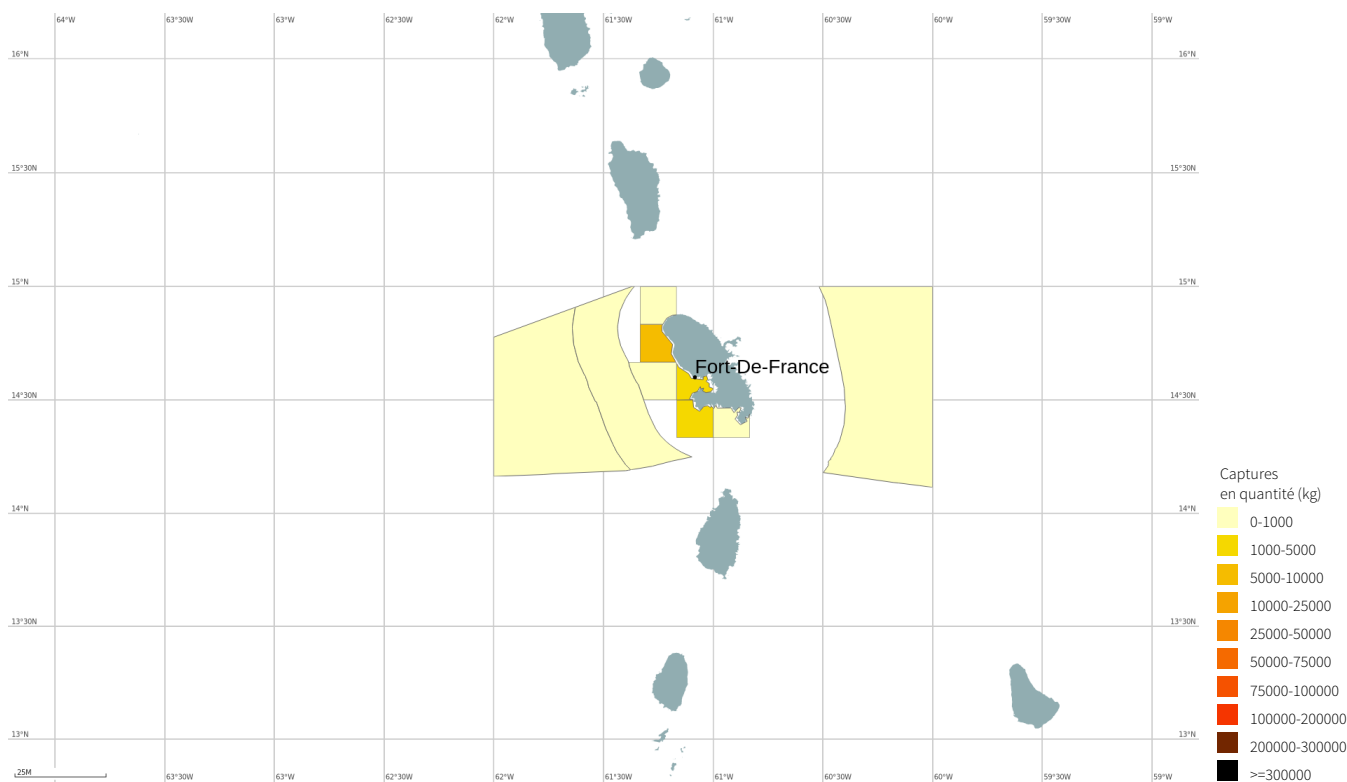 64°W 63°30W 63°W 62°30W 62°W 61°30W 61°W 60°30W 60°W 59°30W 59°W
16°N 16°N
15°30N 15°30N
15°N 15°N
Fort-De-France
14°30N 14°30N
14°N 14°N
13°30N 13°30N
13°N 13°N
25M
63°30W 63°W 62°30W 62°W 61°30W 61°W 60°30W 60°W 59°30W 59°W
Captures
en quantité (kg)
0-1000
1000-5000
5000-10000
10000-25000
25000-50000
50000-75000
75000-100000
100000-200000
200000-300000
>=300000